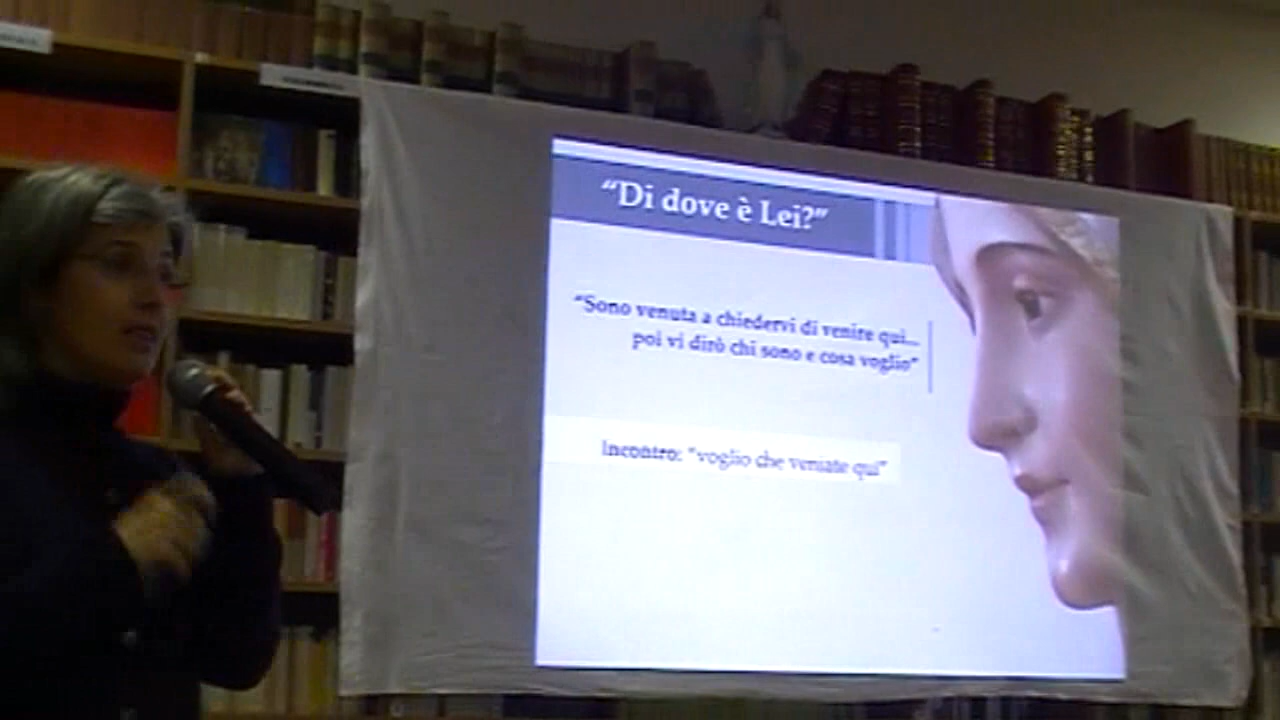 “Di dove è Lei?”
“Sono venuta a chiedervi di venire qui...
poi vi dirò chi sono e cosa voglio”
Incontro: “voglio che veniate qui”